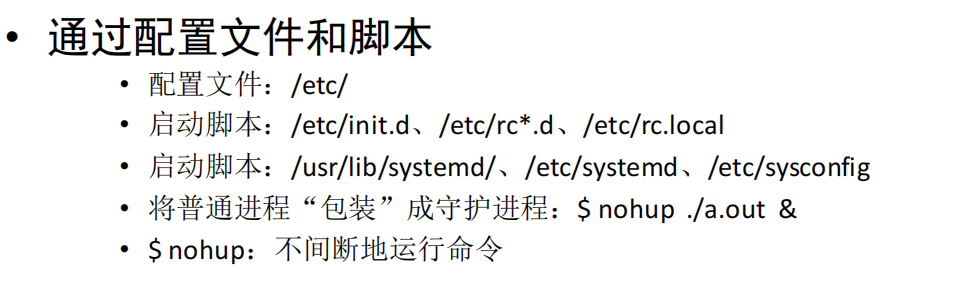 • 通过配置文件和脚本
• 配置文件：/etc/
• 启动脚本：/etc/init.d、/etc/rc*.d、/etc/rc.local
• 启动脚本：/usr/lib/systemd/、/etc/systemd、/etc/sysconfig
• 将普通进程“包装”成守护进程：$ nohup ./a.out &
• $ nohup：不间断地运行命令